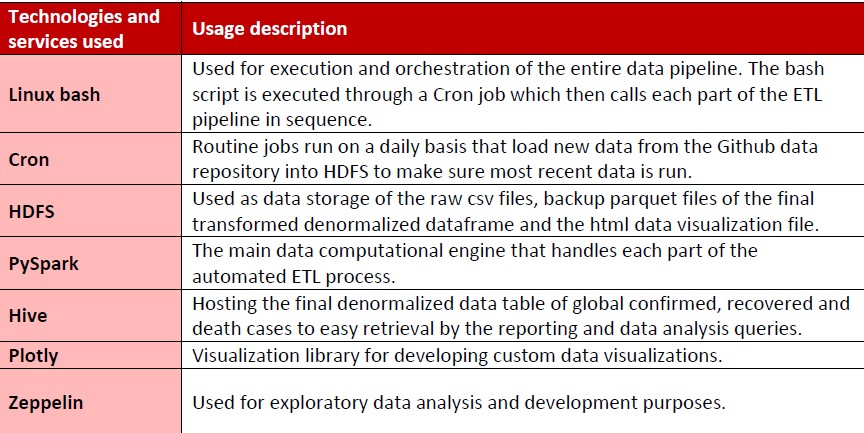 Technologies and
services used
Usage description
Linux bash
Used for execution and orchestration of the entire data pipeline. The bash
script is executed through a Cron job which then calls each part of the ETL
pipeline in sequence.
Cron
Routine jobs run on a daily basis that load new data from the Github data
repository into HDFS to make sure most recent data is run.
HDFS
Used as data storage of the raw csv files, backup parquet files of the final
transformed denormalized dataframe and the html data visualization file.
PySpark
The main data computational engine that handles each part of the
automated ETL process.
Hive
Hosting the final denormalized data table of global confirmed, recovered and
death cases to easy retrieval by the reporting and data analysis queries.
Plotly
Visualization library for developing custom data visualizations.
Zeppelin
Used for exploratory data analysis and development purposes.